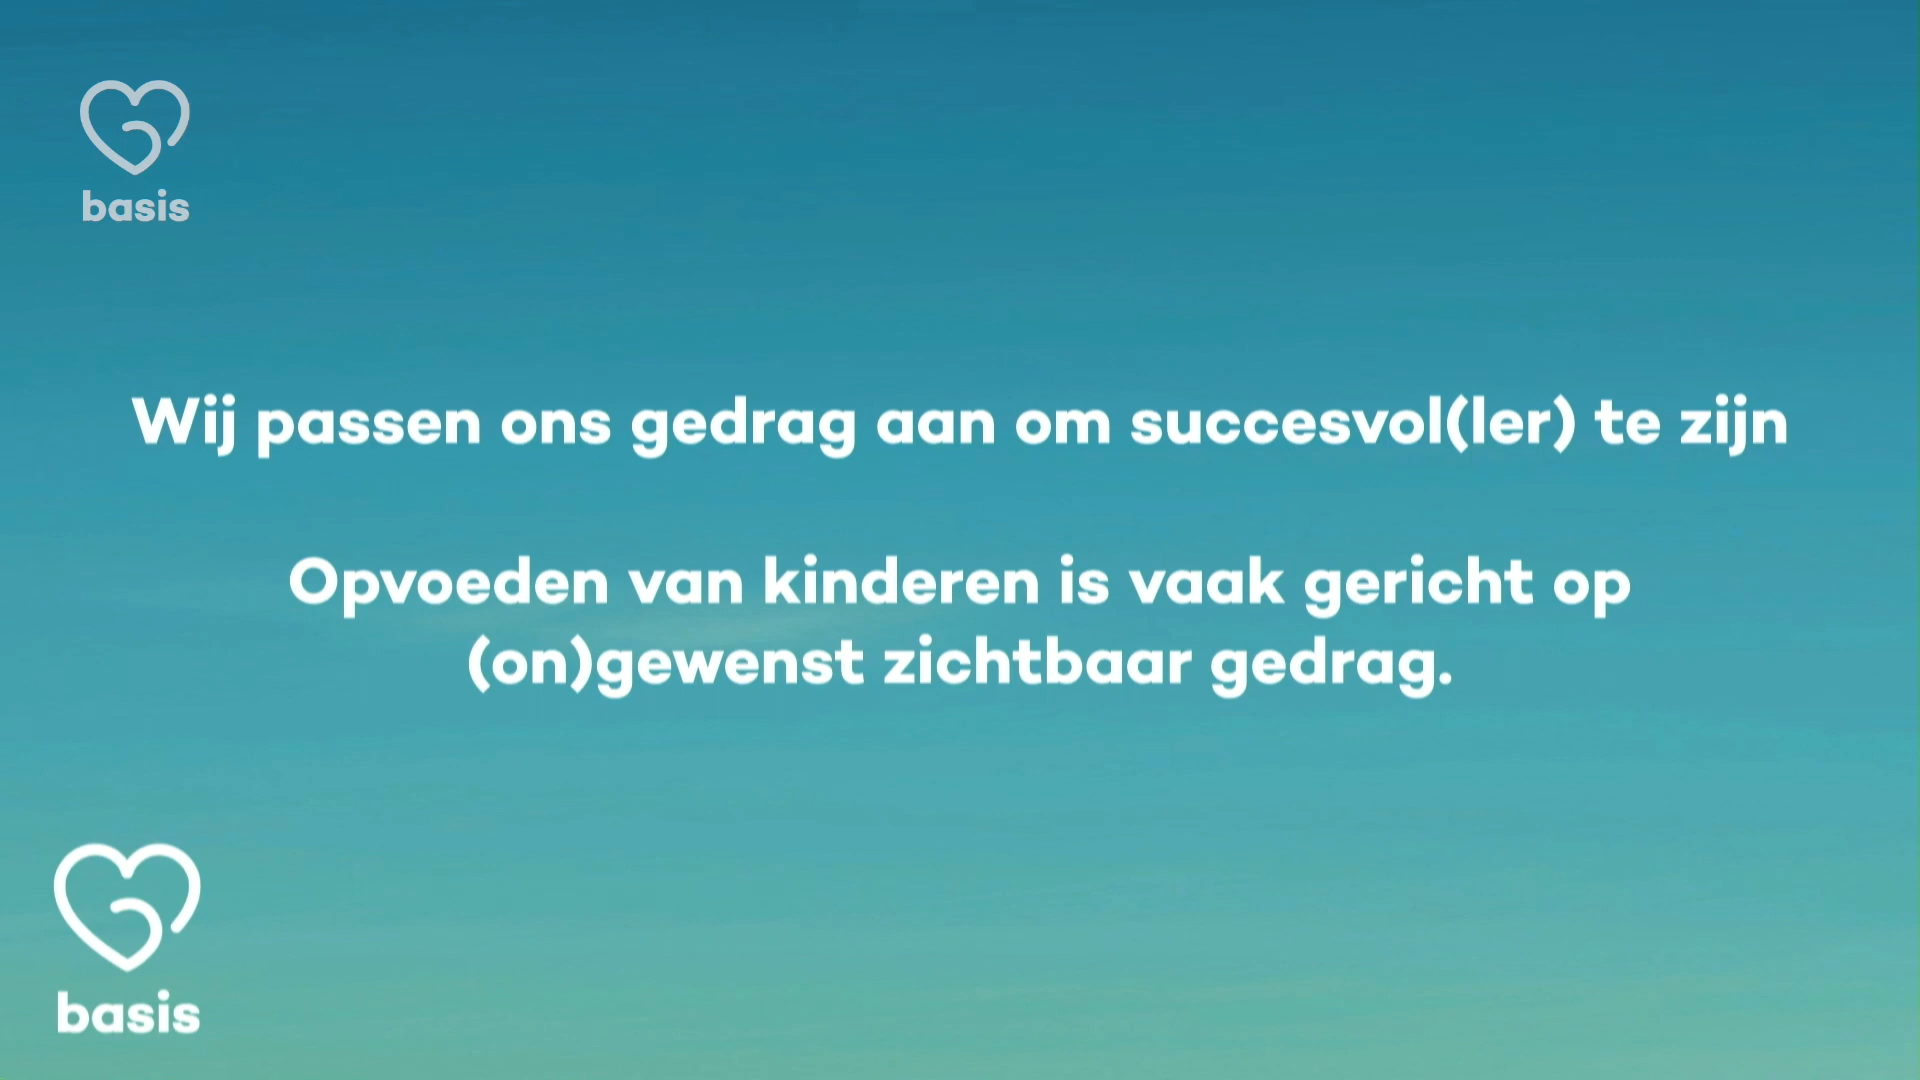 basis
Wij passen ons gedrag aan om succesvol(ler) te zijn
Opvoeden van kinderen is vaak gericht op
(on)gewenst zichtbaar gedrag.
basis